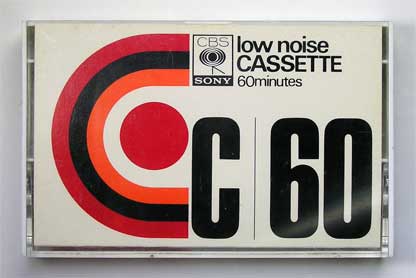 CBS
SONY
low noise
CASSETTE
60minutes
C 60